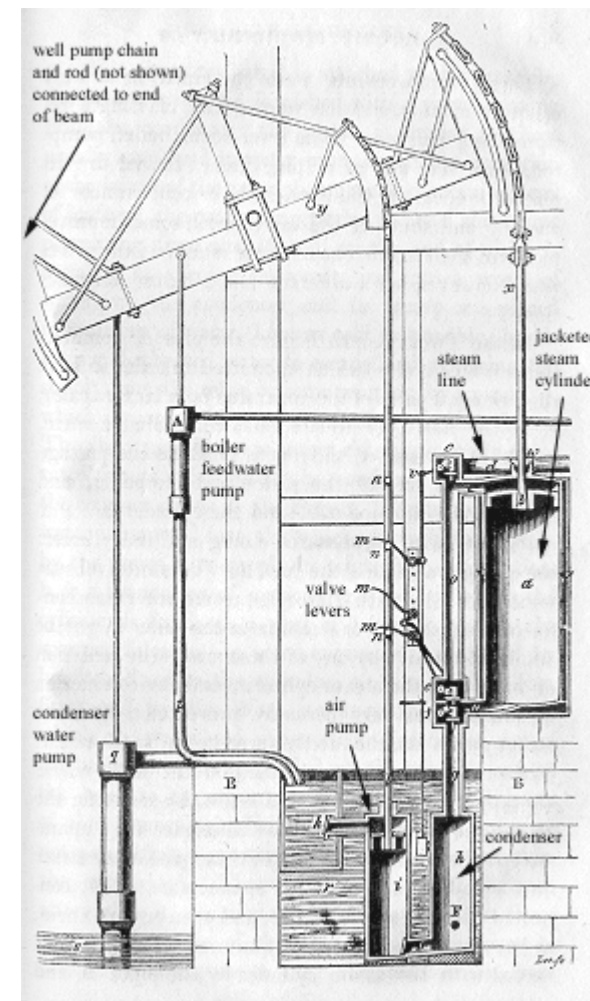 well pump chain
and rod (not shown)
connected to end
of beam
x
jacketed
steam
cylinde
steam
line
A
boiler
feedwater
pump
c
v
w
n
m
n
m
valve
levers
m
n
o
d
e
f
air
pump
t
condenser
water
pump
q
B
B
g
k
condenser
h
r
i
E
s